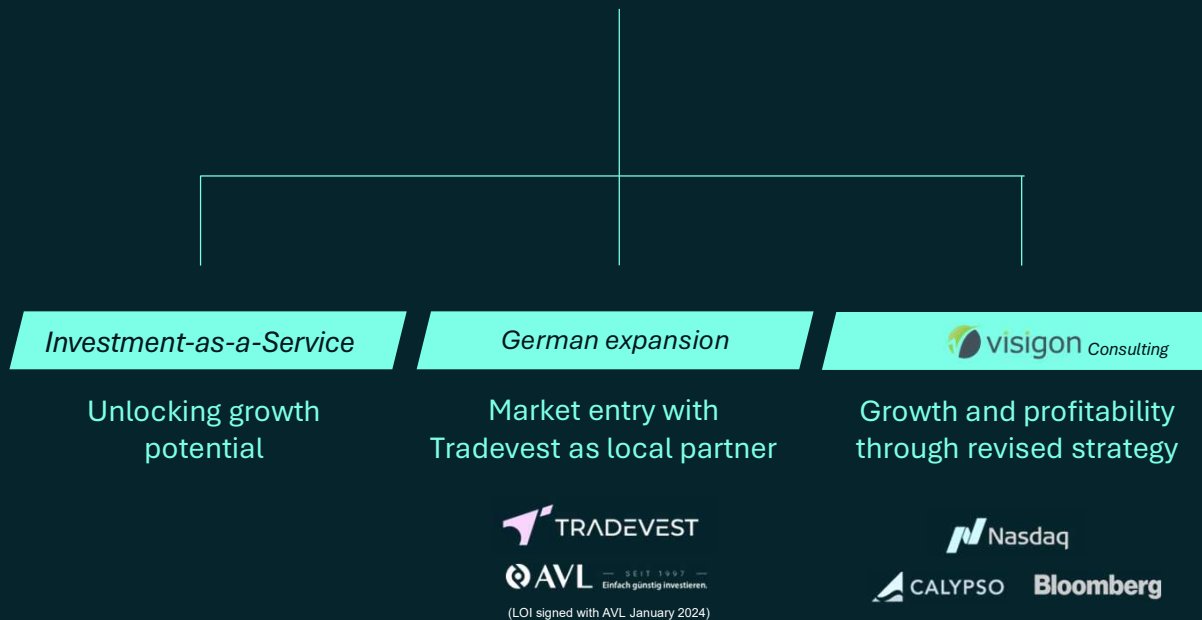 Investment-as-a-Service
Unlocking growth
potential
German expansion
Market entry with
Tradevest as local partner
TRADEVEST
AVL — SEIT 1997 —
Einfach günstig investieren.
(LOI signed with AVL January 2024)
visigon Consulting
Growth and profitability
through revised strategy
Nasdaq
CALYPSO Bloomberg